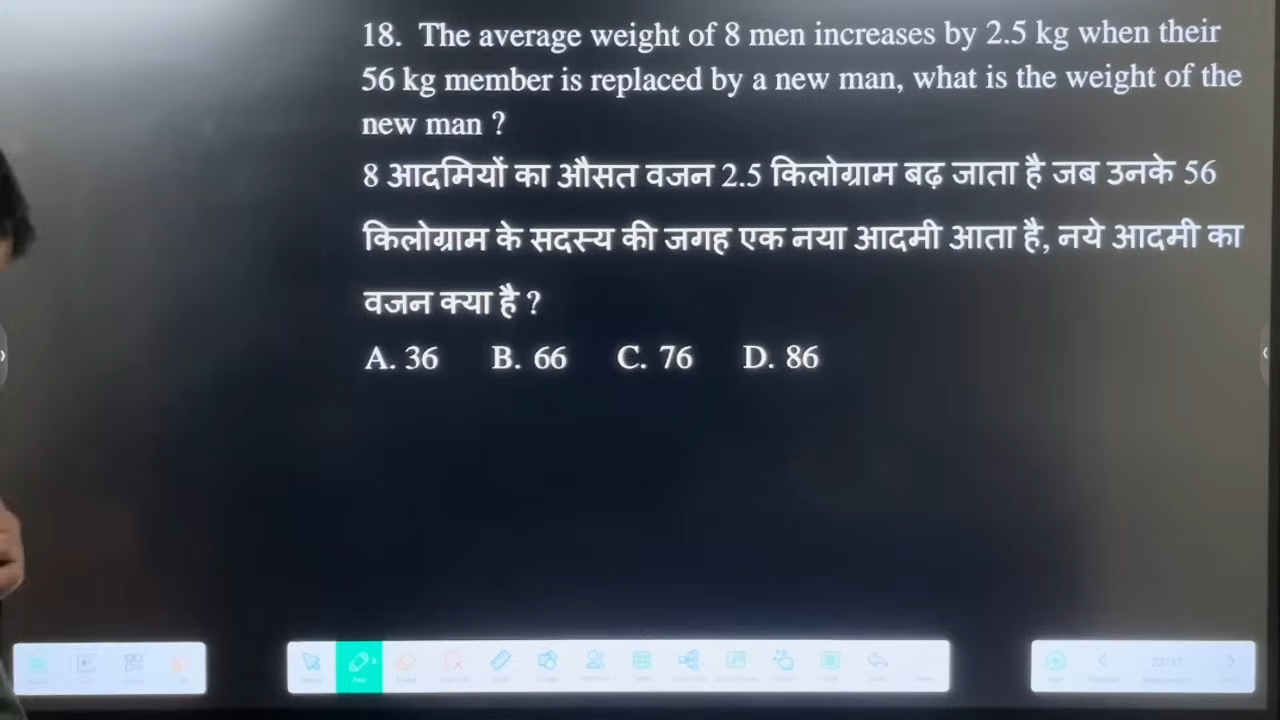 18. The average weight of 8 men increases by 2.5 kg when their
56 kg member is replaced by a new man, what is the weight of the
new man ?
8 आदमियों का औसत वजन 2.5 किलोग्राम बढ़ जाता है जब उनके 56
किलोग्राम के सदस्य की जगह एक नया आदमी आता है, नये आदमी का
वजन क्या है ?
A. 36 B. 66 C. 76 D. 86